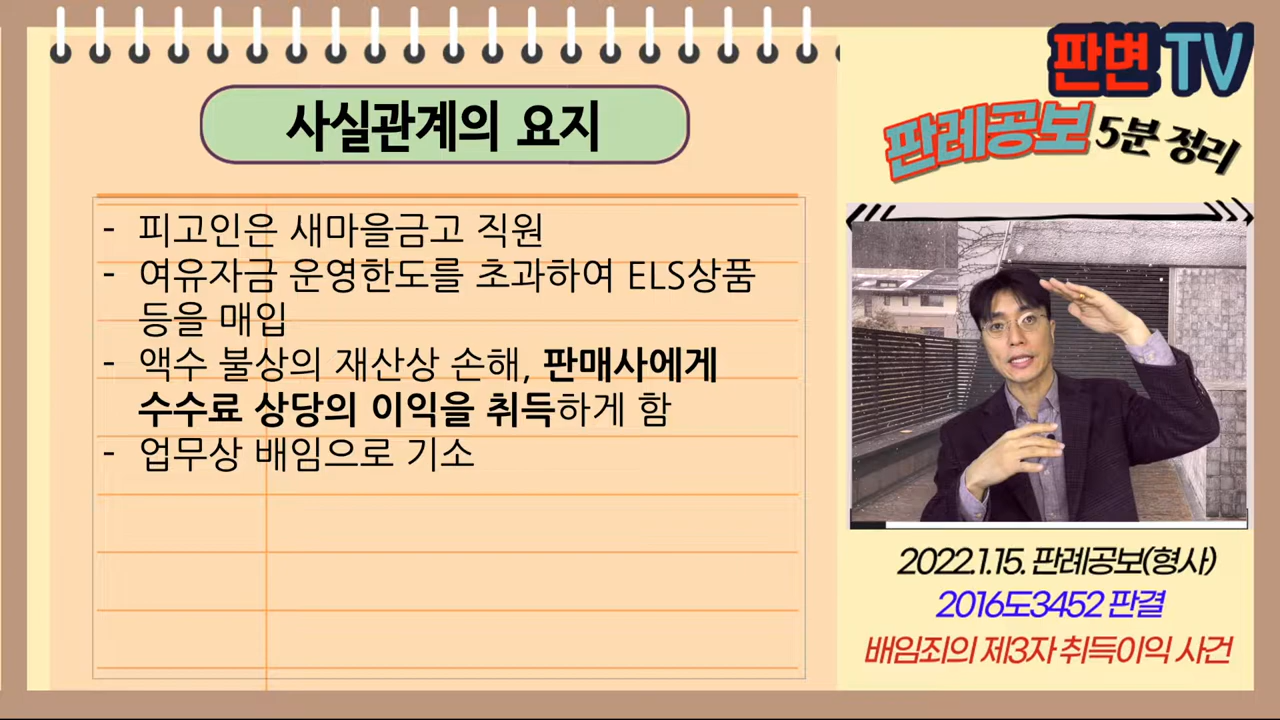 사실관계의 요지
- 피고인은 새마을금고 직원
- 여유자금 운영한도를 초과하여 ELS상품
등을 매입
- 액수 불상의 재산상 손해, 판매사에게
수수료 상당의 이익을 취득하게 함
- 업무상 배임으로 기소
판변 TV
판례공보 5분 정리
2022.1.15. 판례공보(형사)
2016도3452 판결
배임죄의 제3자 취득이익 사건